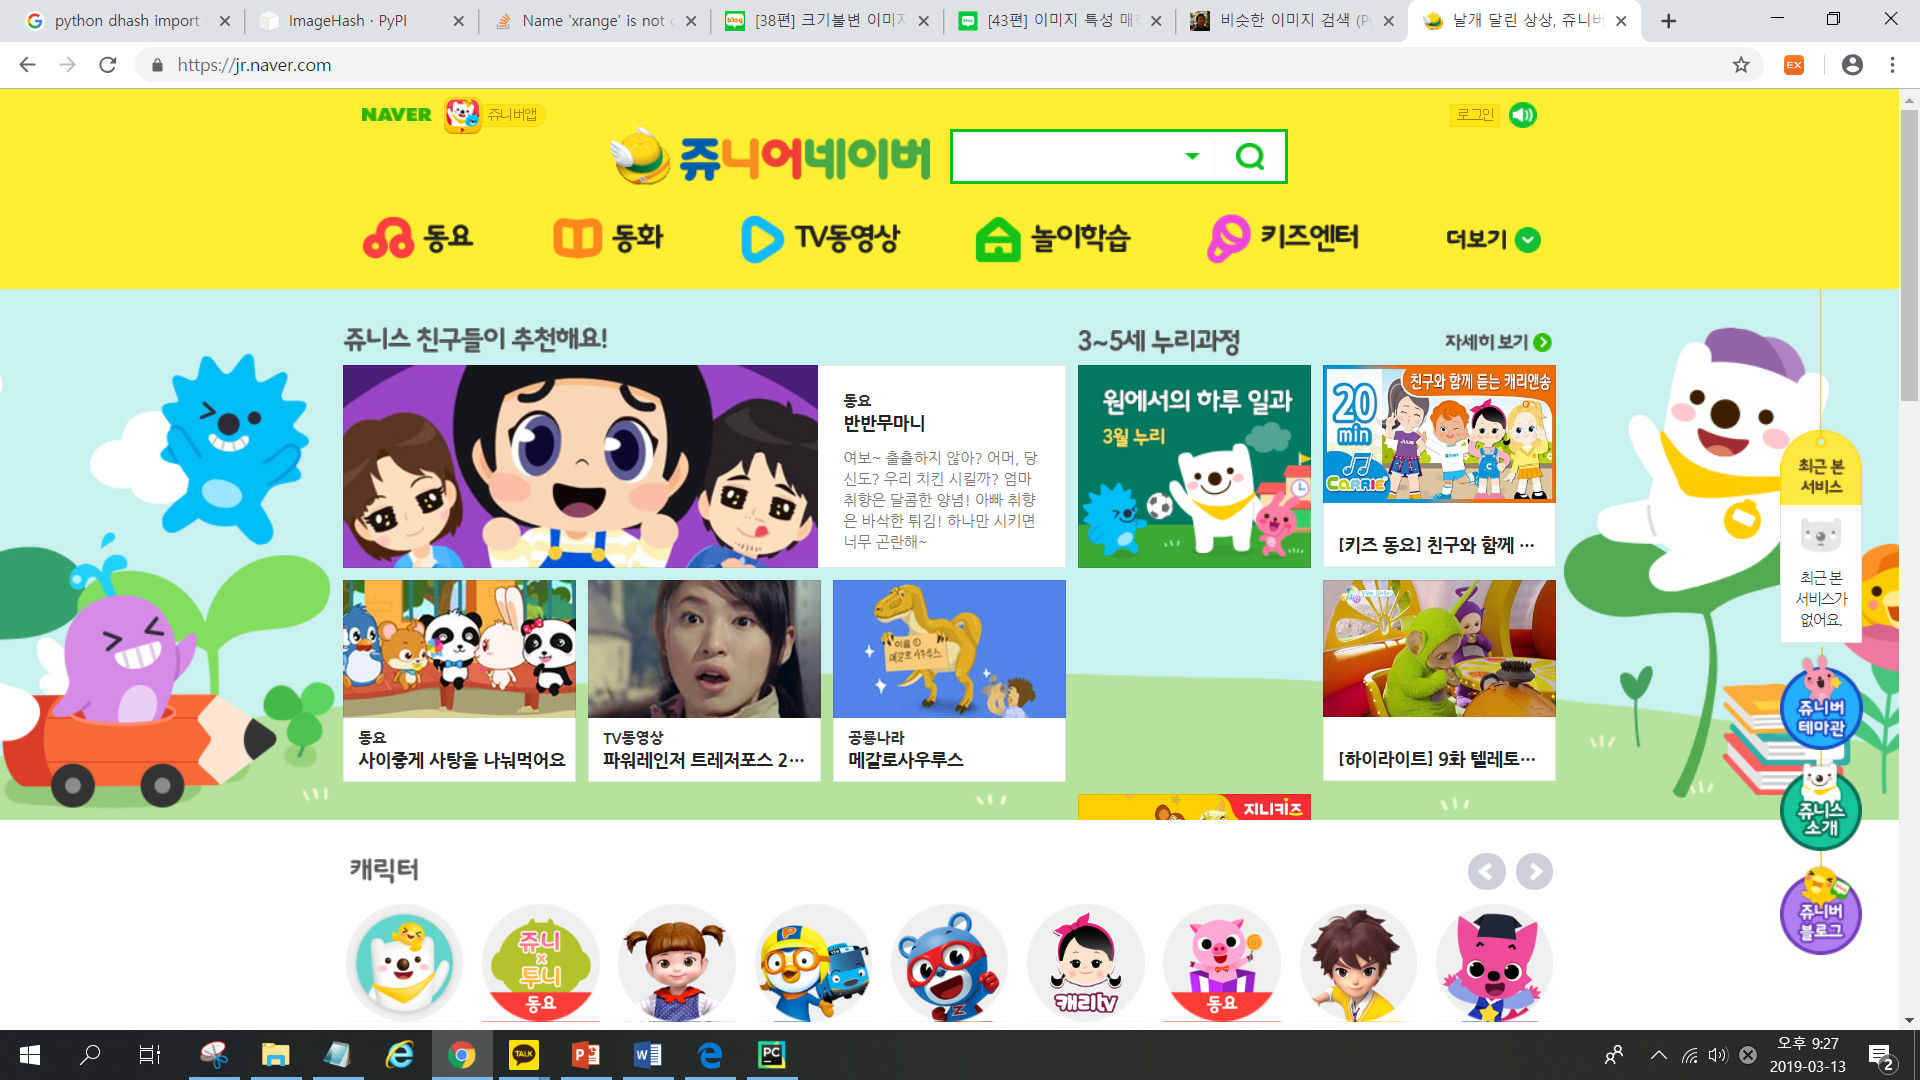 python dhash import
ImageHash · PyPI
Name 'xrange' is not
[38편] 크기불변 이미지
[43편] 이미지 특성 매
비슷한 이미지 검색 (P
날개 달린 상상, 쥬니버
https://jr.naver.com
EX
NAVER
쥬니버앱
로그인
쥬니어네이버
동요
동화
TV동영상
놀이학습
키즈엔터
더보기
쥬니스 친구들이 추천해요!
동요
반반무마니
여보~ 출출하지 않아? 어머, 당
신도? 우리 치킨 시킬까? 엄마
취향은 달콤한 양념! 아빠 취향
은 바삭한 튀김! 하나만 시키면
너무 곤란해~
동요
사이좋게 사탕을 나눠먹어요
TV동영상
파워레인저 트레저포스 2…
이름
메갈로사우루스
공룡나라
메갈로사우루스
3~5세 누리과정
자세히 보기
원에서의 하루 일과
3월 누리
친구와 함께 듣는 캐리앤송
20
min
JULIE
CARRIE
[키즈 동요] 친구와 함께 …
[하이라이트] 9화 텔레토…
지니키즈
최근 본
서비스
최근 본
서비스가
없어요.
쥬니버
테마관
쥬니스
소개
쥬니버
블로그
캐릭터
쥬니
x
투니
동요
P
Z
캐리tv
동요
TALK
PC
오후 9:27
2019-03-13
2